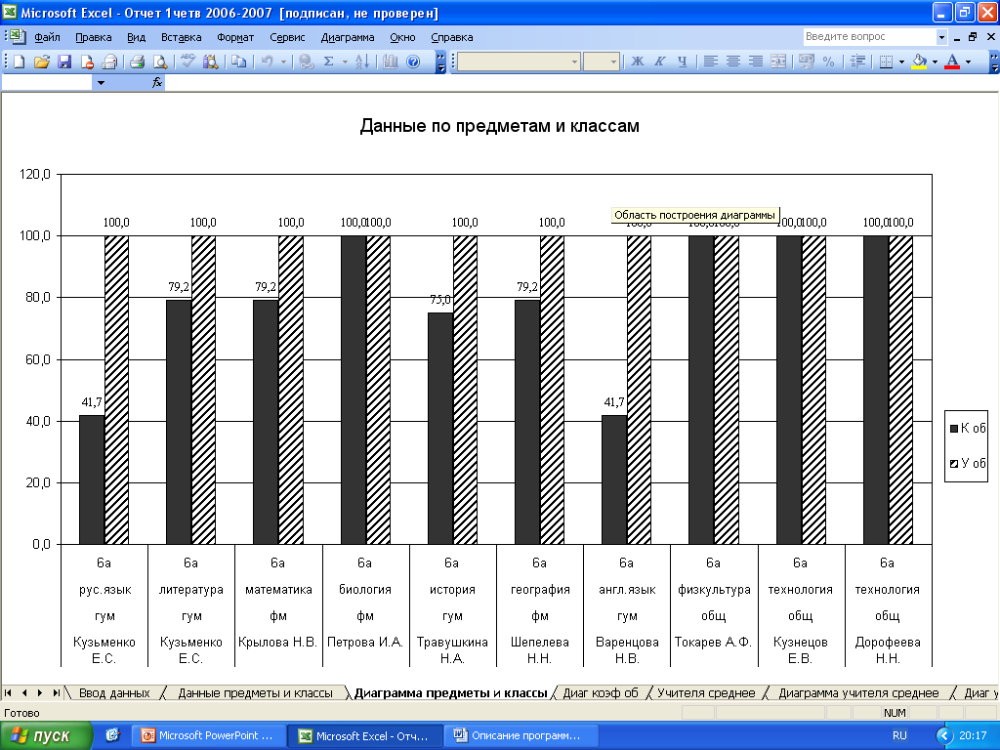 Microsoft Excel - Отчет 1четв 2006-2007 [подписан, не проверен]
Файл Правка Вид Вставка Формат Сервис Диаграмма Окно Справка Введите вопрос
Ж К Ч %
fx
Данные по предметам и классам
Область построения диаграммы
120,0
100,0 100,0 100,0 100,0 100,0 100,0 100,0 100,0 100,0 100,0 100,0
100,0
79,2 79,2 75,0 79,2
80,0
60,0
41,7 41,7
40,0
20,0
0,0
К об
У об
6а 6а 6а 6а 6а 6а 6а 6а 6а 6а
рус.язык литература математика биология история география англ.язык физкультура технология технология
гум гум фм фм гум фм гум общ общ общ
Кузьменко Кузьменко Крылова Н.В. Петрова И.А. Травушкина Шепелева Варенцова Токарев А.Ф. Кузнецов Дорофеева
Е.С. Е.С. Н.А. Н.Н. Н.В. Е.В. Н.Н.
Ввод данных Данные предметы и классы Диаграмма предметы и классы Диаг коэф об Учителя среднее Диаграмма учителя среднее Диаг у
Готово NUM
пуск Microsoft PowerPoint ... Microsoft Excel - Отч... Описание програм... RU 20:17